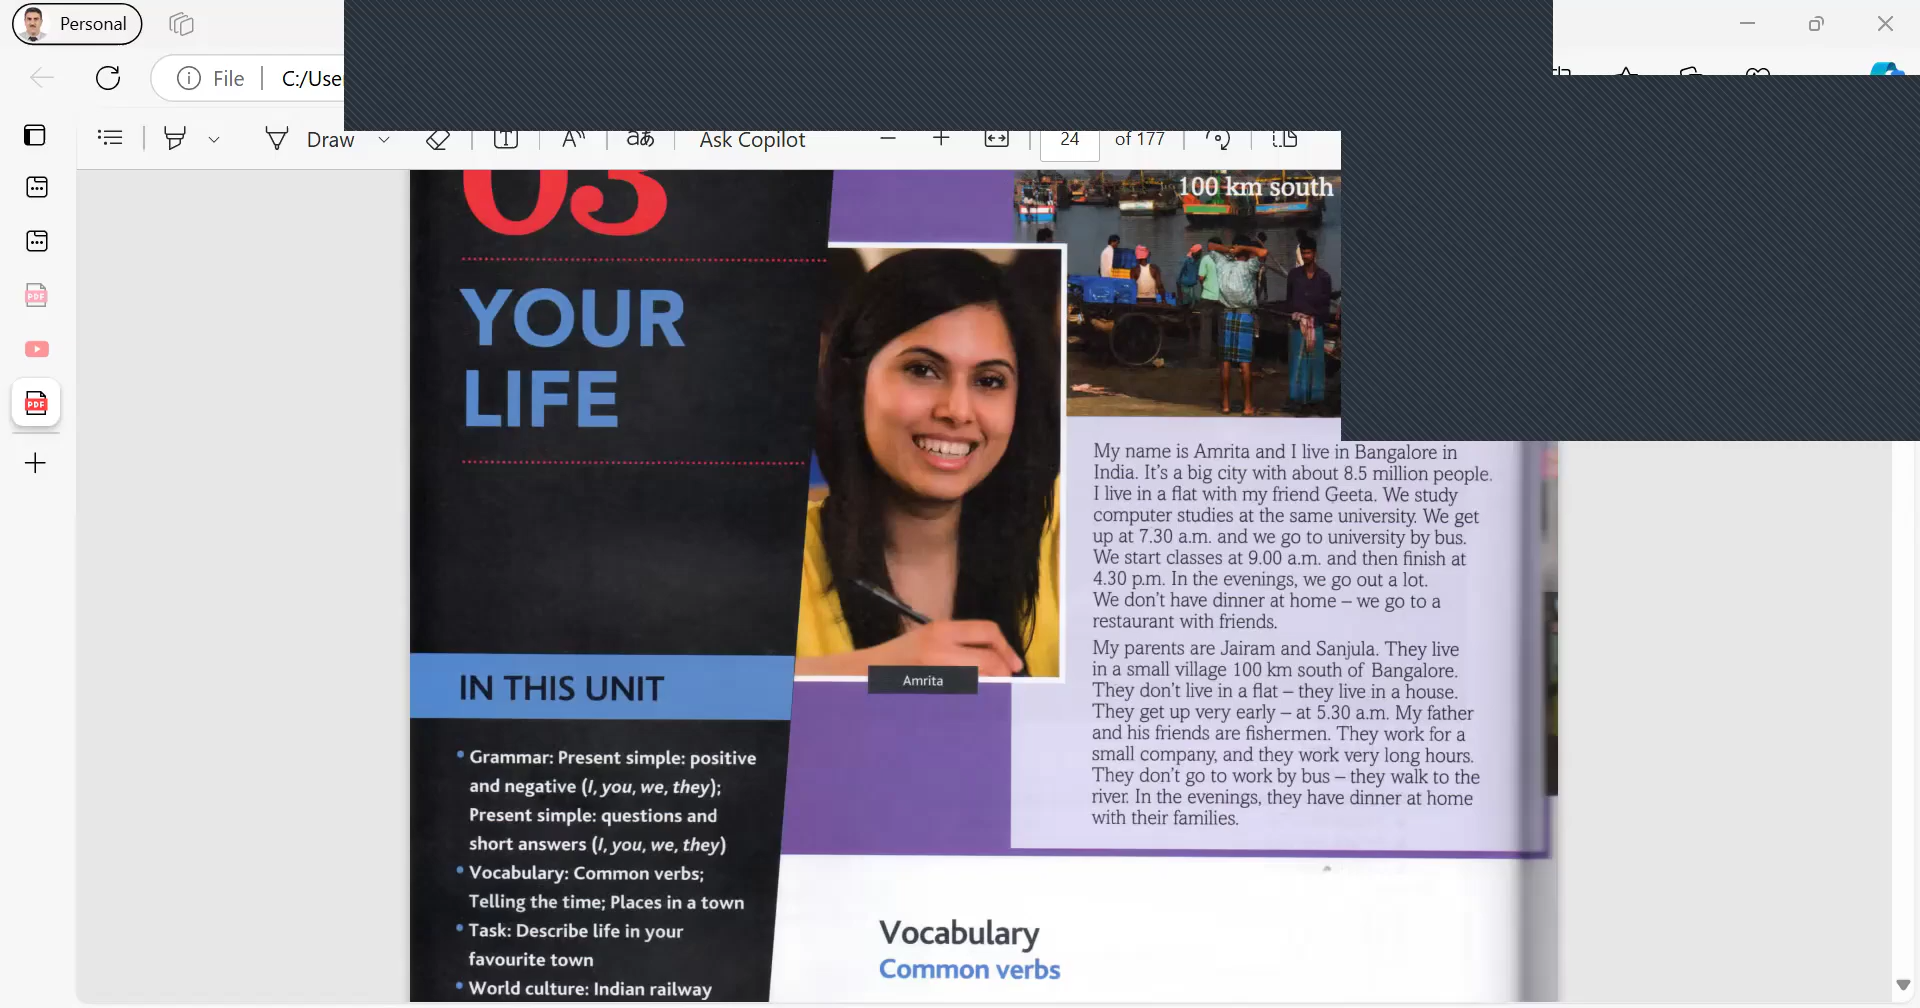 Personal
File
C:/User
Draw
Ask Copilot
24
of 177
03
YOUR
LIFE
100 km south
Amrita
My name is Amrita and I live in Bangalore in
India. It's a big city with about 8.5 million people.
I live in a flat with my friend Geeta. We study
computer studies at the same university. We get
up at 7.30 a.m. and we go to university by bus.
We start classes at 9.00 a.m. and then finish at
4.30 p.m. In the evenings, we go out a lot.
We don't have dinner at home – we go to a
restaurant with friends.
My parents are Jairam and Sanjula. They live
in a small village 100 km south of Bangalore.
They don't live in a flat – they live in a house.
They get up very early – at 5.30 a.m. My father
and his friends are fishermen. They work for a
small company, and they work very long hours.
They don't go to work by bus – they walk to the
river. In the evenings, they have dinner at home
with their families.
IN THIS UNIT
• Grammar: Present simple: positive
and negative (I, you, we, they);
Present simple: questions and
short answers (I, you, we, they)
• Vocabulary: Common verbs;
Telling the time; Places in a town
• Task: Describe life in your
favourite town
• World culture: Indian railway
Vocabulary
Common verbs